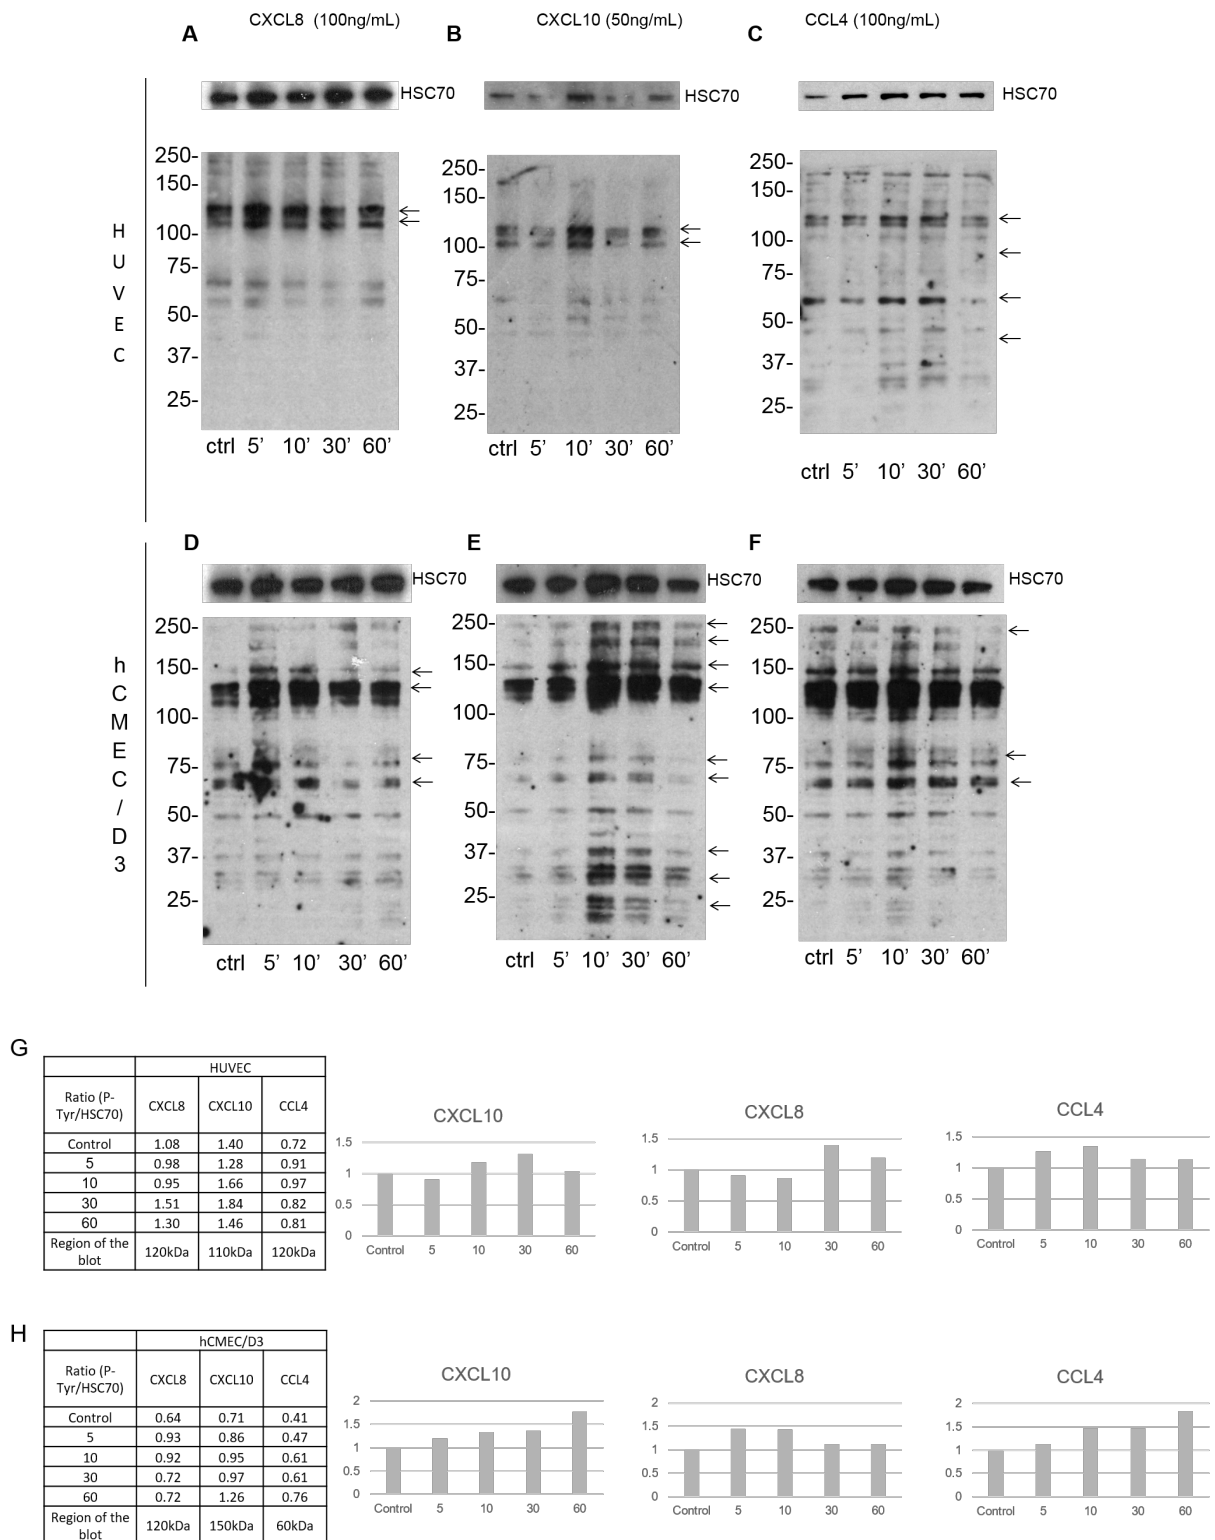 CXCL8 (100ng/mL)
CXCL10 (50ng/mL)
CCL4 (100ng/mL)
A
B
C
HSC70
HSC70
HSC70
H
U
V
E
C
250-
150-
100-
75-
50-
37-
25-
ctrl 5’ 10’ 30’ 60’
250-
150-
100-
75-
50-
37-
25-
ctrl 5’ 10’ 30’ 60’
250-
150-
100-
75-
50-
37-
25-
ctrl 5’ 10’ 30’ 60’
D
E
F
HSC70
HSC70
HSC70
h
C
M
E
C
/
D
3
250-
150-
100-
75-
50-
37-
25-
ctrl 5’ 10’ 30’ 60’
250-
150-
100-
75-
50-
37-
25-
ctrl 5’ 10’ 30’ 60’
250-
150-
100-
75-
50-
37-
25-
ctrl 5’ 10’ 30’ 60’
G
HUVEC
Ratio (P-
Tyr/HSC70)
CXCL8 CXCL10 CCL4
Control 1.08 1.40 0.72
5 0.98 1.28 0.91
10 0.95 1.66 0.97
30 1.51 1.84 0.82
60 1.30 1.46 0.81
Region of the
blot
120kDa 110kDa 120kDa
CXCL10
1.5
1
0.5
0
Control 5 10 30 60
CXCL8
1.5
1
0.5
0
Control 5 10 30 60
CCL4
1.5
1
0.5
0
Control 5 10 30 60
H
hCMEC/D3
Ratio (P-
Tyr/HSC70)
CXCL8 CXCL10 CCL4
Control 0.64 0.71 0.41
5 0.93 0.86 0.47
10 0.92 0.95 0.61
30 0.72 0.97 0.61
60 0.72 1.26 0.76
Region of the
blot
120kDa 150kDa 60kDa
CXCL10
2
1.5
1
0.5
0
Control 5 10 30 60
CXCL8
2
1.5
1
0.5
0
Control 5 10 30 60
CCL4
2
1.5
1
0.5
0
Control 5 10 30 60